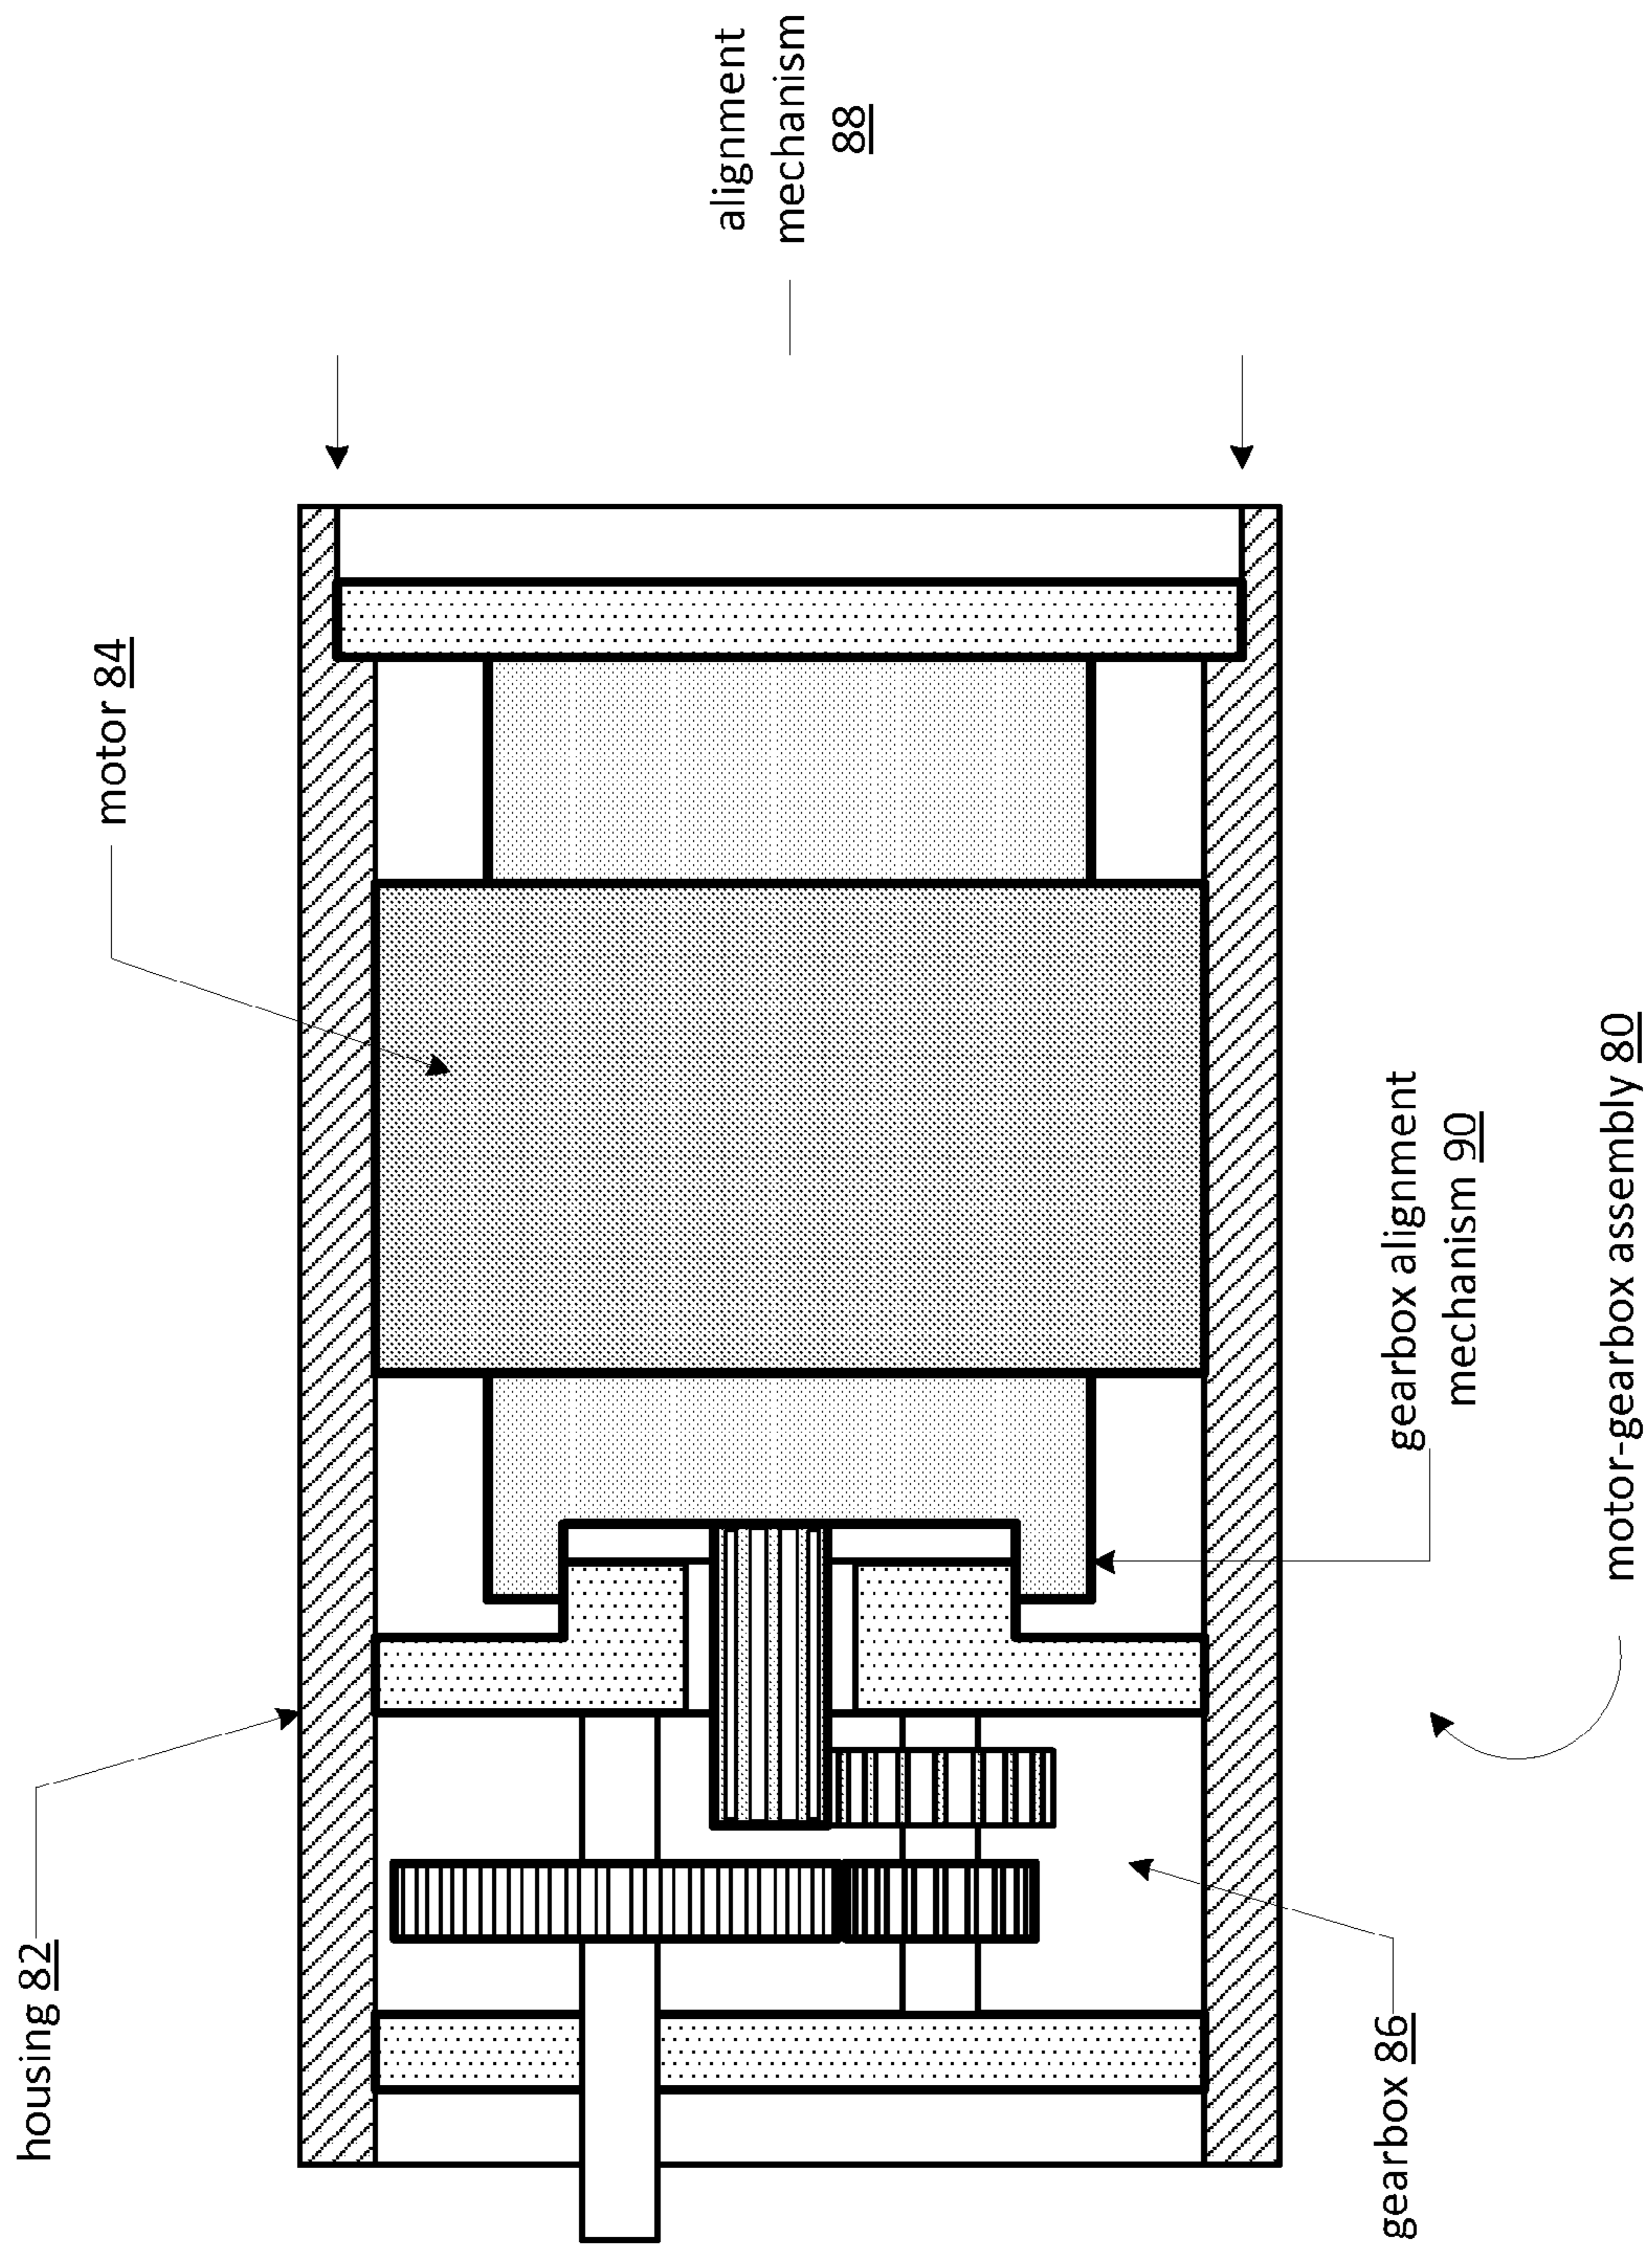 housing 82
motor 84
alignment
mechanism
88
gearbox 86
gearbox alignment
mechanism 90
motor-gearbox assembly 80